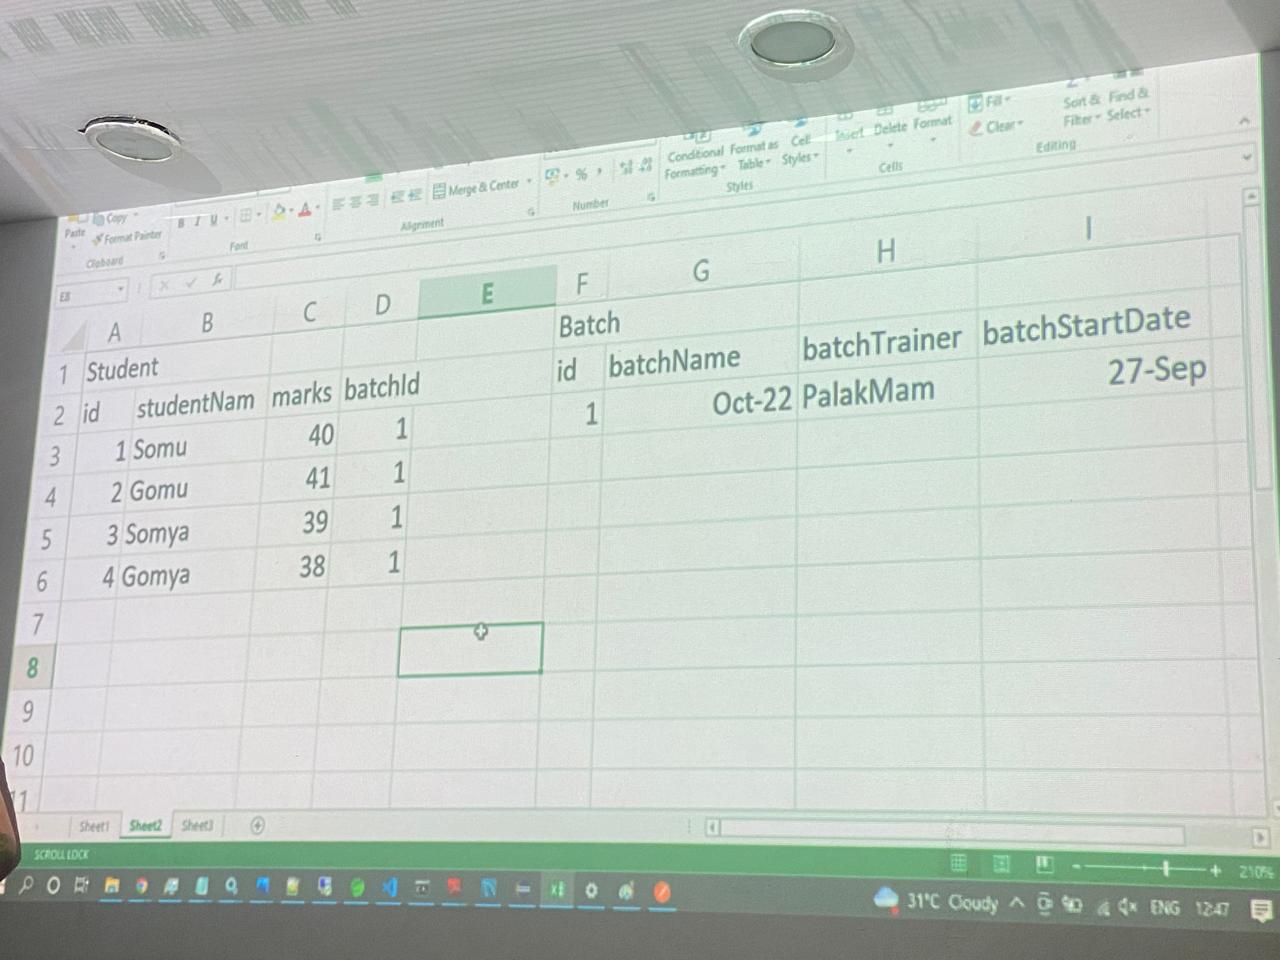 Fill
Sort & Find &
Clear
Filter Select
Editing
Insert Delete Format
Cells
Conditional Format as Cell
Formatting Table Styles
Styles
%
Number
Merge & Center
Alignment
B I U
Font
Paste
Copy
Format Painter
Clipboard
E8
fx
A B C D E F G H I
1 Student Batch
2 id studentNam marks batchId id batchName batchTrainer batchStartDate
3 1 Somu 40 1 1 Oct-22 PalakMam 27-Sep
4 2 Gomu 41 1
5 3 Somya 39 1
6 4 Gomya 38 1
7
8
9
10
11
Sheet1 Sheet2 Sheet3
SCROLL LOCK
210%
31°C Cloudy ENG 12:47